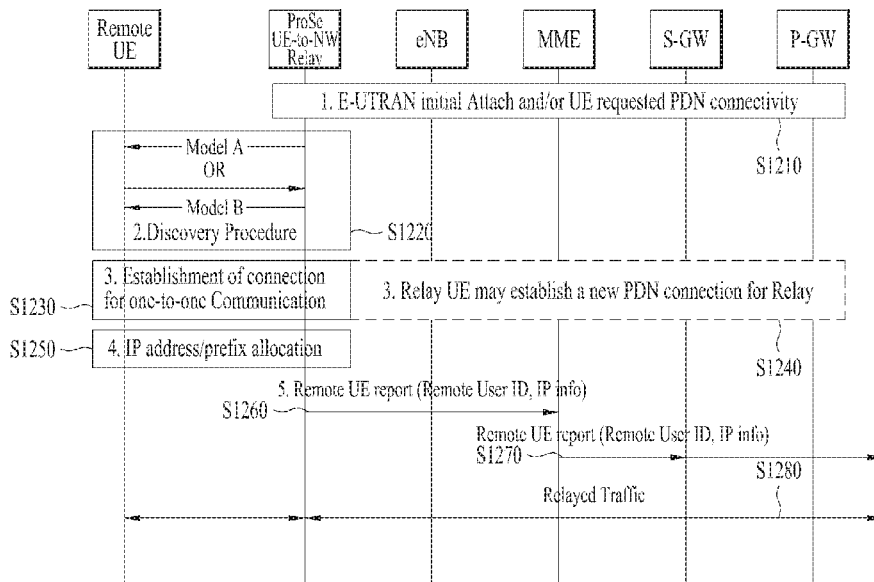 Remote
UE
ProSe
UE-to-NW
Relay
eNB
MME
S-GW
P-GW
1. E-UTRAN initial Attach and/or UE requested PDN connectivity
S1210
Model A
OR
Model B
2.Discovery Procedure
S1220
3. Establishment of connection
for one-to-one Communication
S1230
3. Relay UE may establish a new PDN connection for Relay
S1240
4. IP address/prefix allocation
S1250
5. Remote UE report (Remote User ID, IP info)
S1260
Remote UE report (Remote User ID, IP info)
S1270
S1280
Relayed Traffic